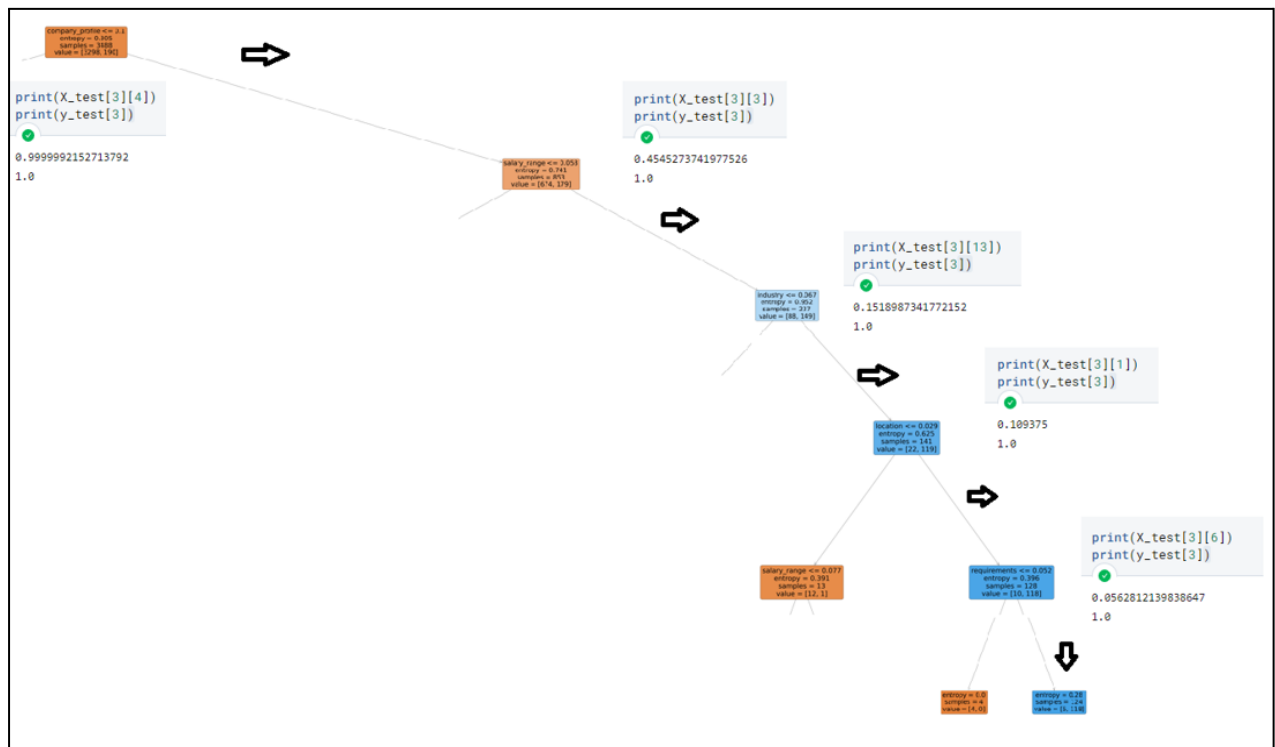 company_profile <=
entropy = 0.305
samples = 3488
value = [3298, 190]
print(X_test[3][4])
print(y_test[3])
0.9999992152713792
1.0
salary_range <= 0.053
entropy = 0.741
samples = 853
value = [674, 179]
print(X_test[3][3])
print(y_test[3])
0.4545273741977526
1.0
industry <= 0.067
entropy = 0.952
samples = 237
value = [88, 149]
print(X_test[3][13])
print(y_test[3])
0.1518987341772152
1.0
location <= 0.029
entropy = 0.625
samples = 141
value = [22, 119]
print(X_test[3][1])
print(y_test[3])
0.109375
1.0
salary_range <= 0.077
entropy = 0.391
samples = 13
value = [12, 1]
requirements <= 0.052
entropy = 0.396
samples = 128
value = [10, 118]
print(X_test[3][6])
print(y_test[3])
0.0562812139838647
1.0
entropy = 0.0
samples = 4
value = [4, 0]
entropy = 0.28
samples = 124
value = [6, 118]